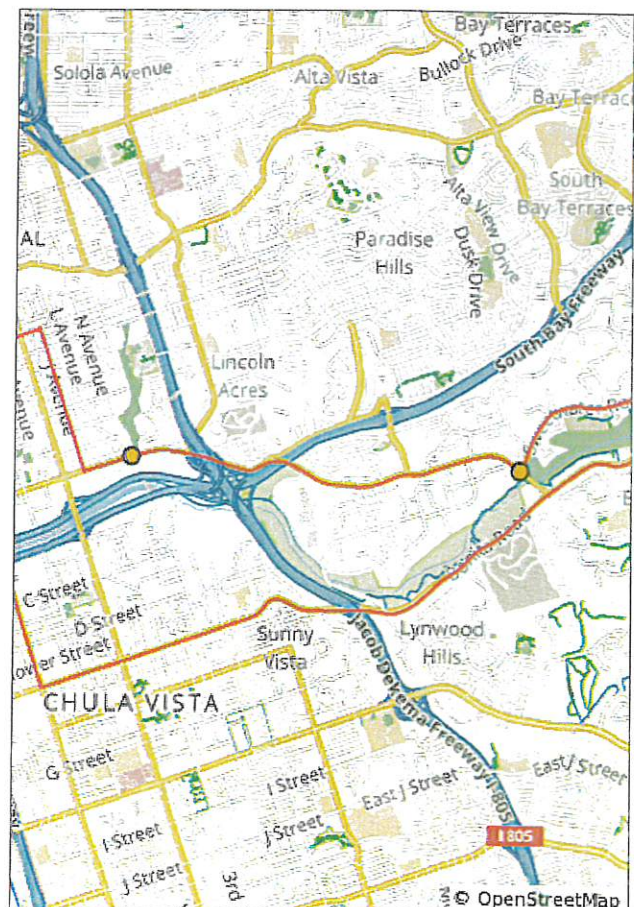 Bay Terraces
Bullock Drive
Solola Avenue
Alta Vista
Bay Terrac
South
Bay Terraces
Alta View Drive
Dusk Drive
AL
Paradise
Hills
South Bay Freeway
N Avenue
L Avenue
J Avenue
Avenue
Lincoln
Acres
C Street
D Street
ower Street
Sunny
Vista
Lynwood
Hills
CHULA VISTA
Jacob Dekema Freeway
I 805
G Street
I Street
East J Street
East J Street
I Street
J Street
J Street
3rd
I 805
© OpenStreetMap